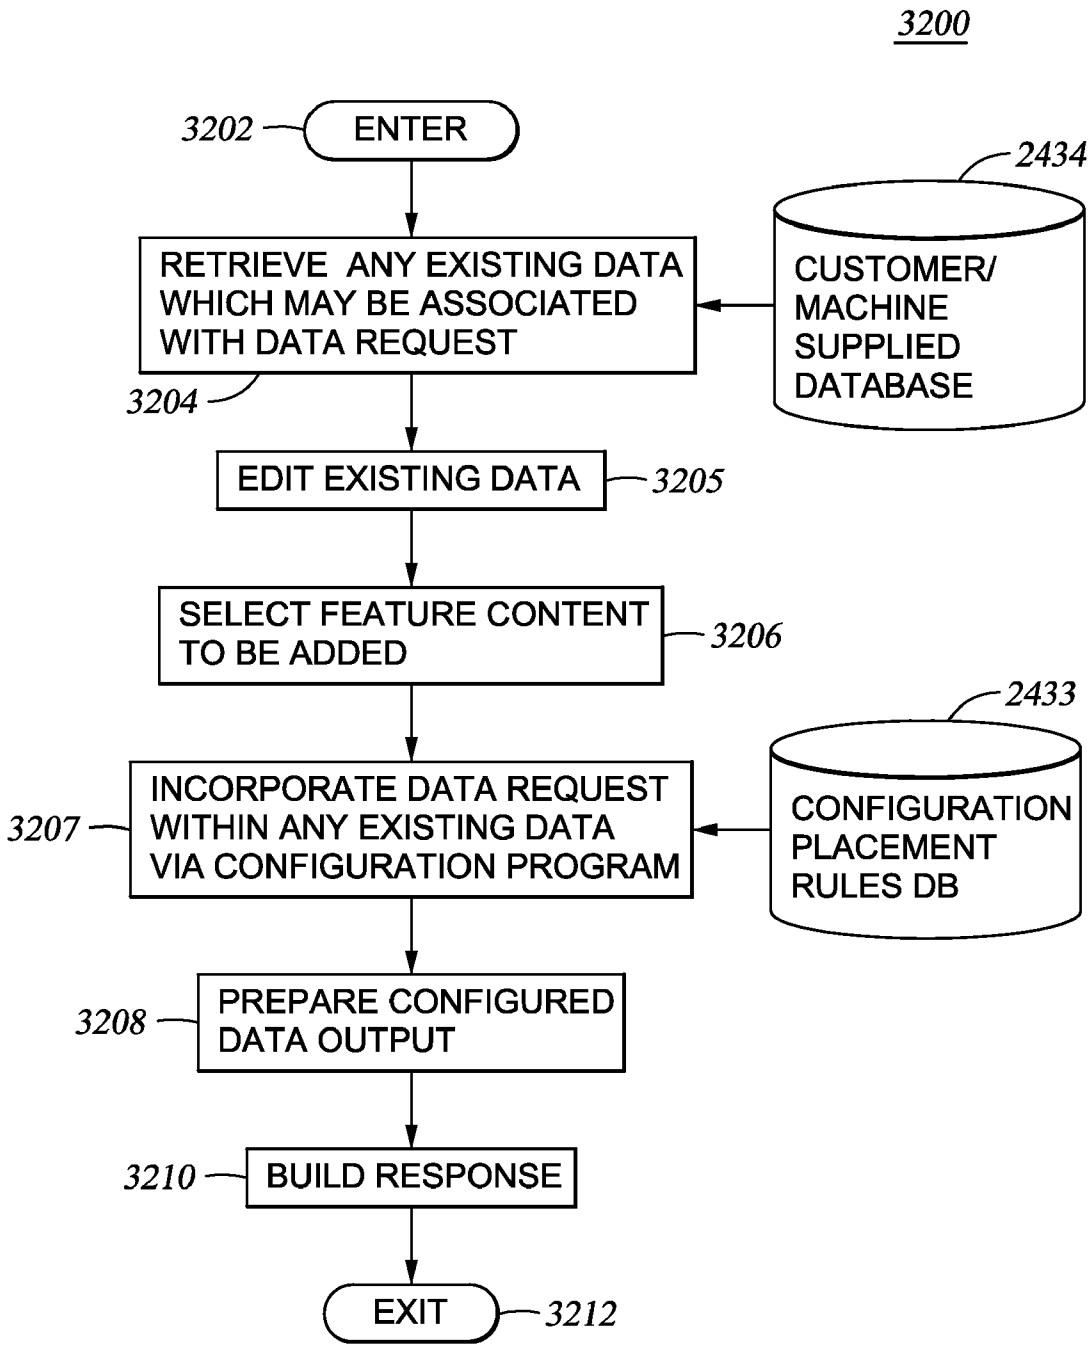 3200
3202
ENTER
2434
RETRIEVE ANY EXISTING DATA
WHICH MAY BE ASSOCIATED
WITH DATA REQUEST
CUSTOMER/
MACHINE
SUPPLIED
DATABASE
3204
EDIT EXISTING DATA
3205
SELECT FEATURE CONTENT
TO BE ADDED
3206
2433
INCORPORATE DATA REQUEST
WITHIN ANY EXISTING DATA
VIA CONFIGURATION PROGRAM
3207
CONFIGURATION
PLACEMENT
RULES DB
PREPARE CONFIGURED
DATA OUTPUT
3208
3210
BUILD RESPONSE
EXIT
3212